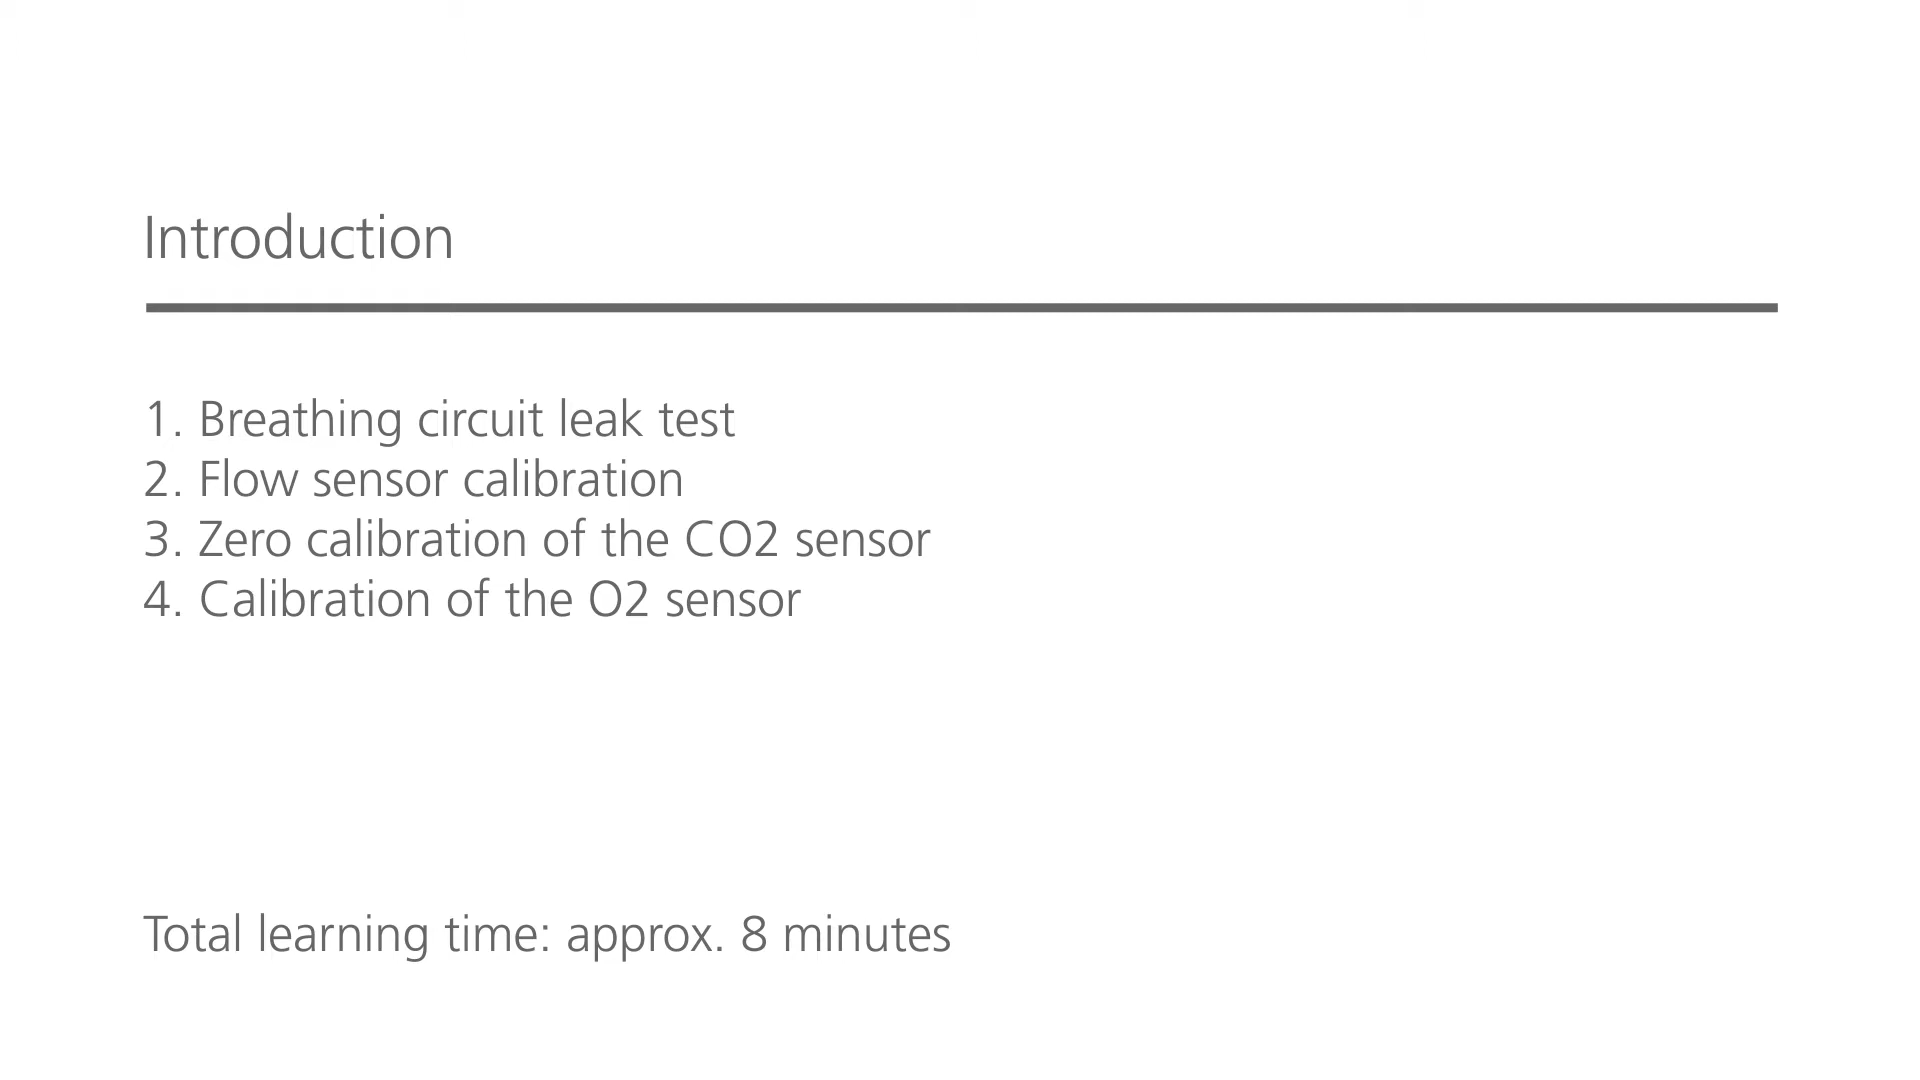 Introduction
1. Breathing circuit leak test
2. Flow sensor calibration
3. Zero calibration of the CO2 sensor
4. Calibration of the O2 sensor
Total learning time: approx. 8 minutes